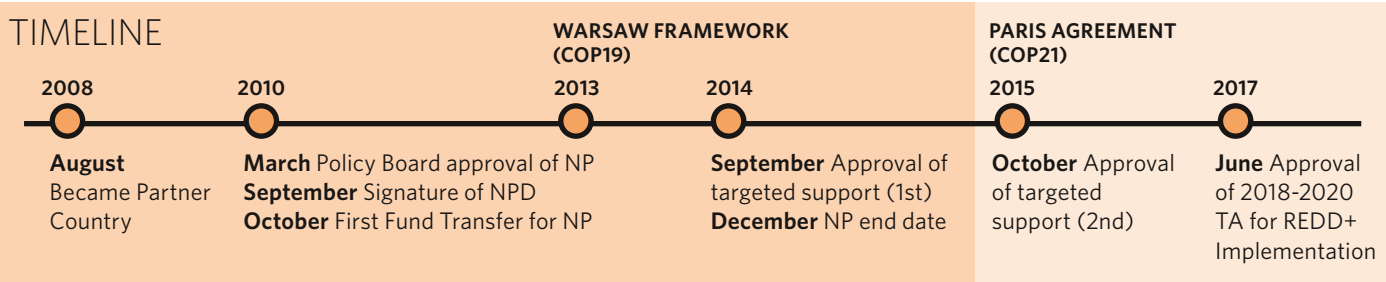 TIMELINE
WARSAW FRAMEWORK
(COP19)
PARIS AGREEMENT
(COP21)
2008
2010
2013
2014
2015
2017
August
Became Partner
Country
March Policy Board approval of NP
September Signature of NPD
October First Fund Transfer for NP
September Approval of
targeted support (1st)
December NP end date
October Approval
of targeted
support (2nd)
June Approval
of 2018-2020
TA for REDD+
Implementation